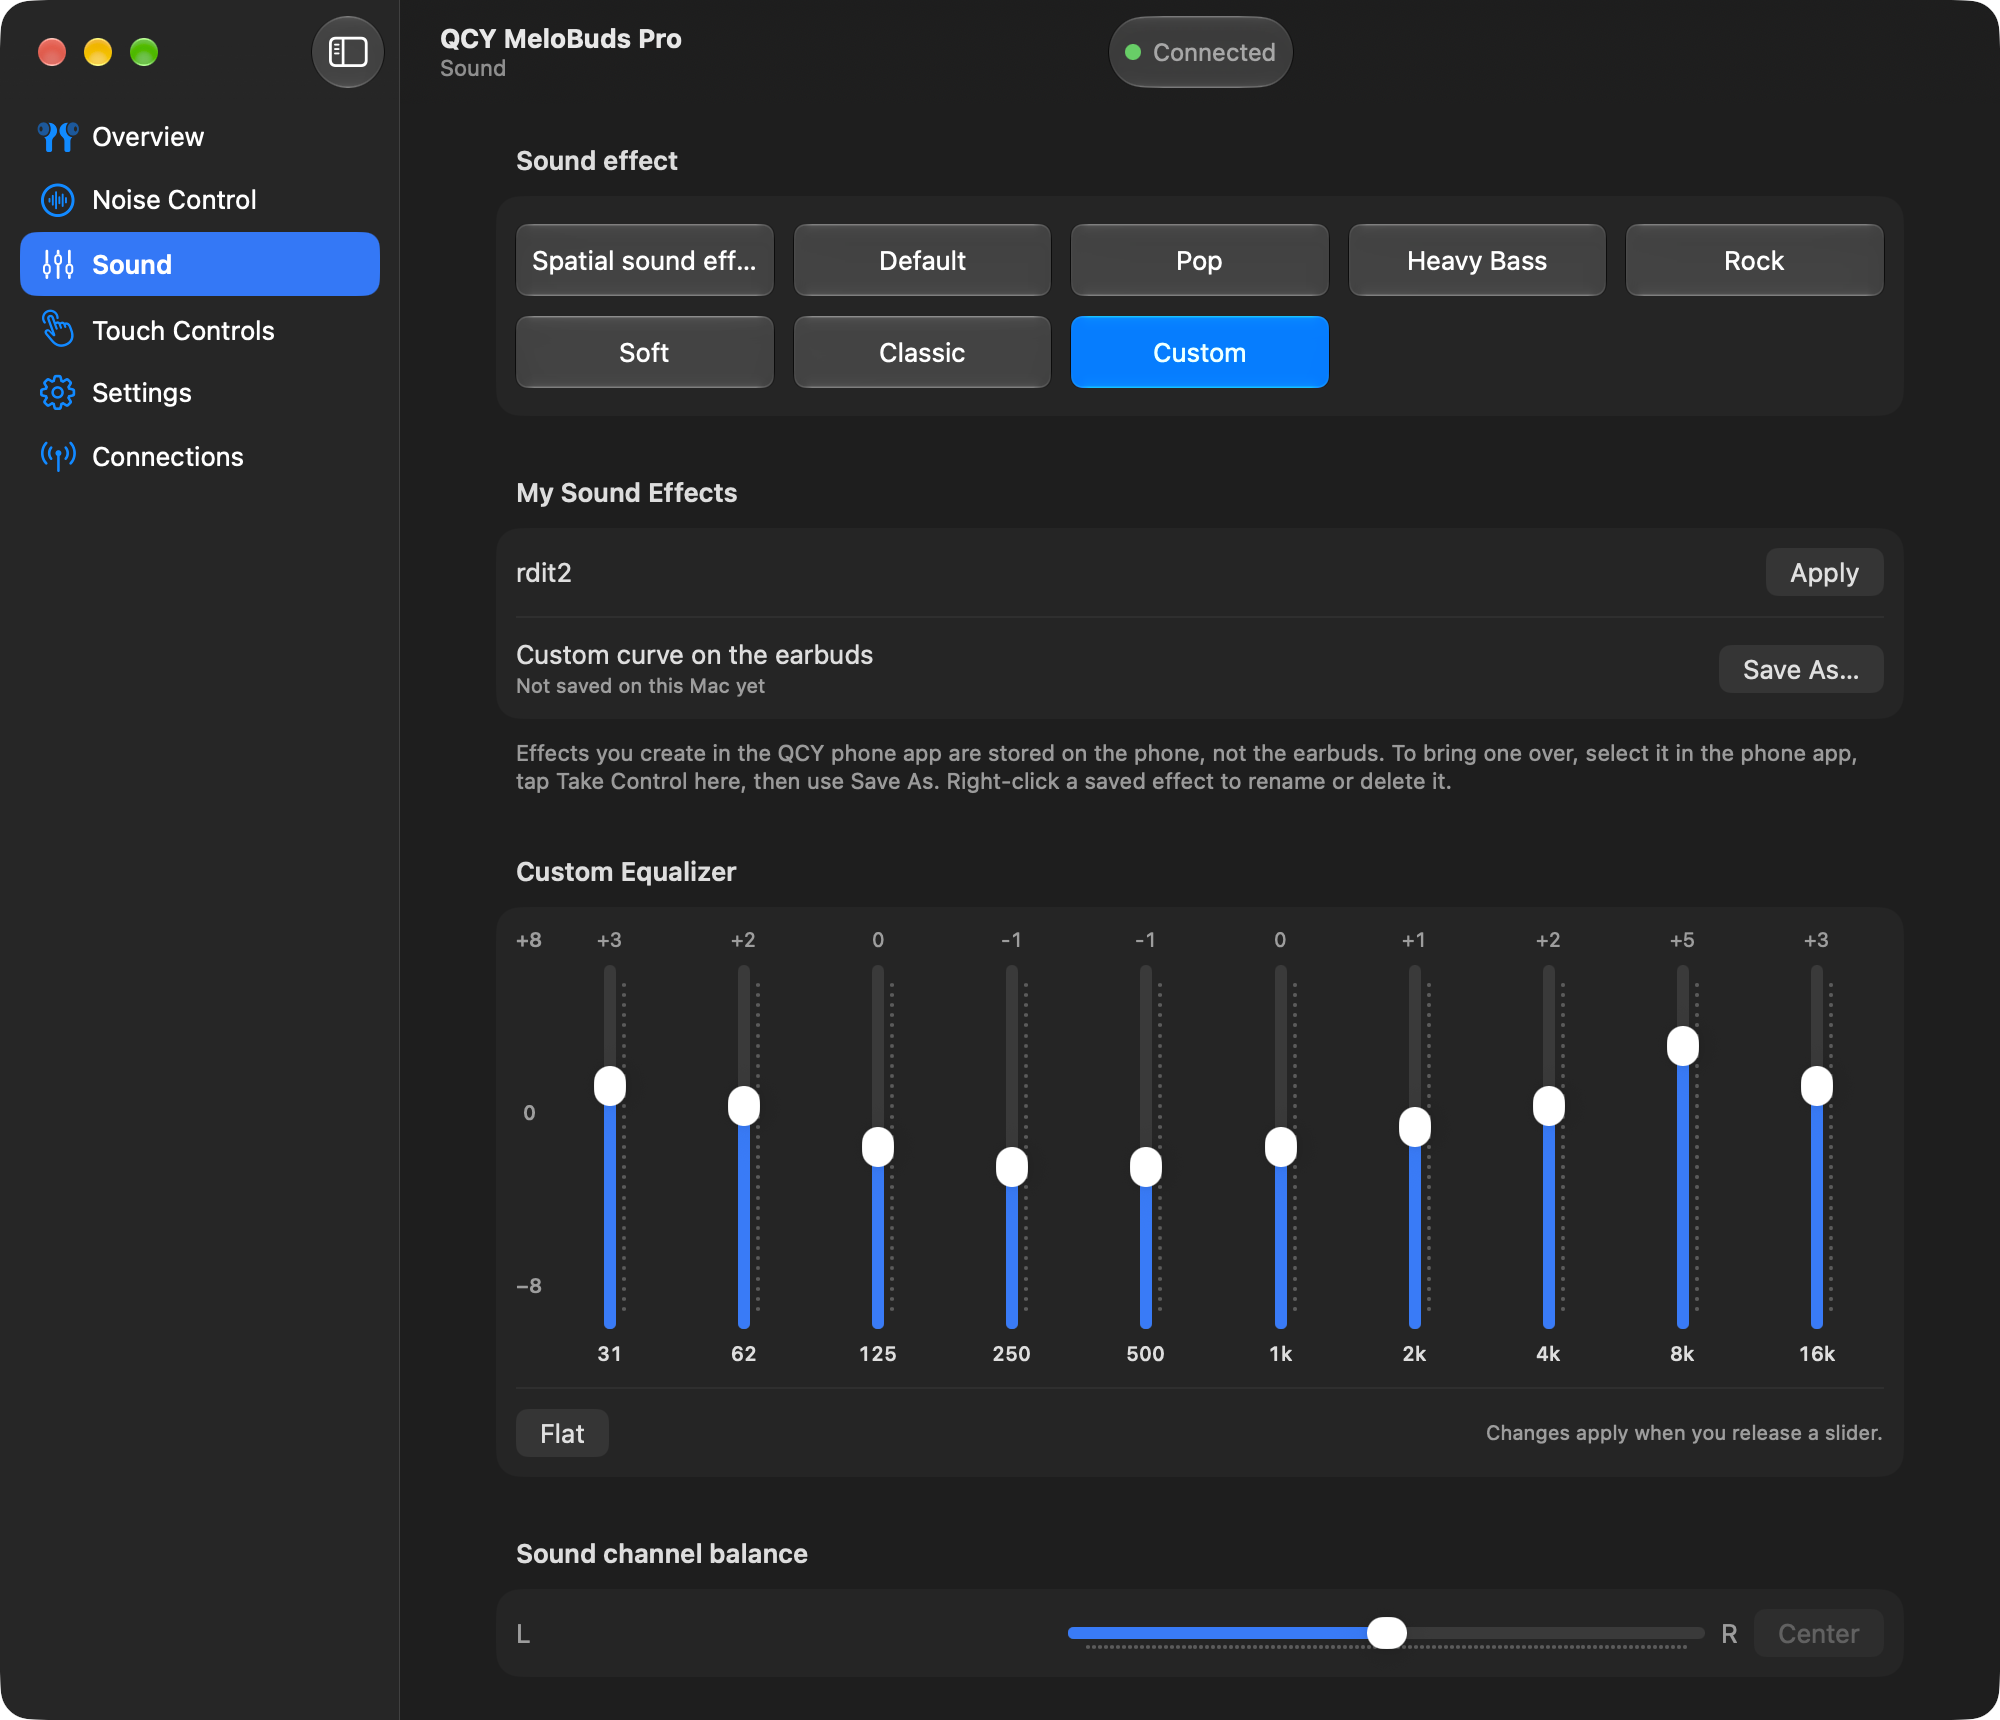 QCY MeloBuds Pro
Sound
Connected
Overview
Noise Control
Sound
Touch Controls
Settings
Connections
Sound effect
Spatial sound eff...
Default
Pop
Heavy Bass
Rock
Soft
Classic
Custom
My Sound Effects
rdit2
Apply
Custom curve on the earbuds
Not saved on this Mac yet
Save As...
Effects you create in the QCY phone app are stored on the phone, not the earbuds. To bring one over, select it in the phone app,
tap Take Control here, then use Save As. Right-click a saved effect to rename or delete it.
Custom Equalizer
+8 +3 +2 0 -1 -1 0 +1 +2 +5 +3
0
−8
31 62 125 250 500 1k 2k 4k 8k 16k
Flat
Changes apply when you release a slider.
Sound channel balance
L
R
Center